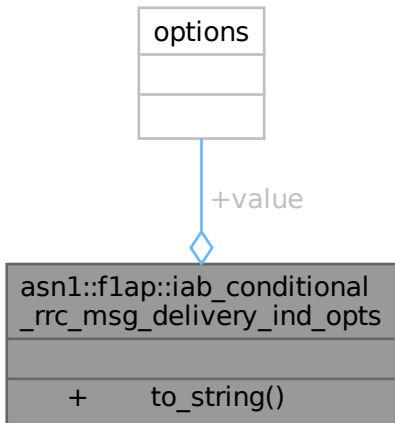 options
+value
asn1::f1ap::iab_conditional
_rrc_msg_delivery_ind_opts
+ to_string()